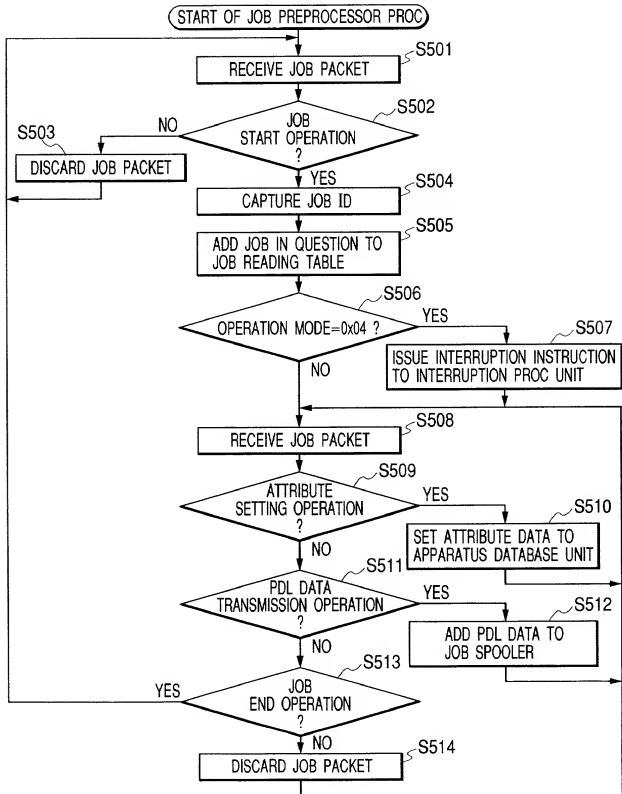 START OF JOB PREPROCESSOR PROC
S501
RECEIVE JOB PACKET
S502
JOB
START OPERATION
?
NO
S503
DISCARD JOB PACKET
YES
S504
CAPTURE JOB ID
S505
ADD JOB IN QUESTION TO
JOB READING TABLE
S506
OPERATION MODE=0x04 ?
YES
S507
ISSUE INTERRUPTION INSTRUCTION
TO INTERRUPTION PROC UNIT
NO
S508
RECEIVE JOB PACKET
S509
ATTRIBUTE
SETTING OPERATION
?
YES
S510
SET ATTRIBUTE DATA TO
APPARATUS DATABASE UNIT
NO
S511
PDL DATA
TRANSMISSION OPERATION
?
YES
S512
ADD PDL DATA TO
JOB SPOOLER
NO
S513
JOB
END OPERATION
?
YES
NO
S514
DISCARD JOB PACKET